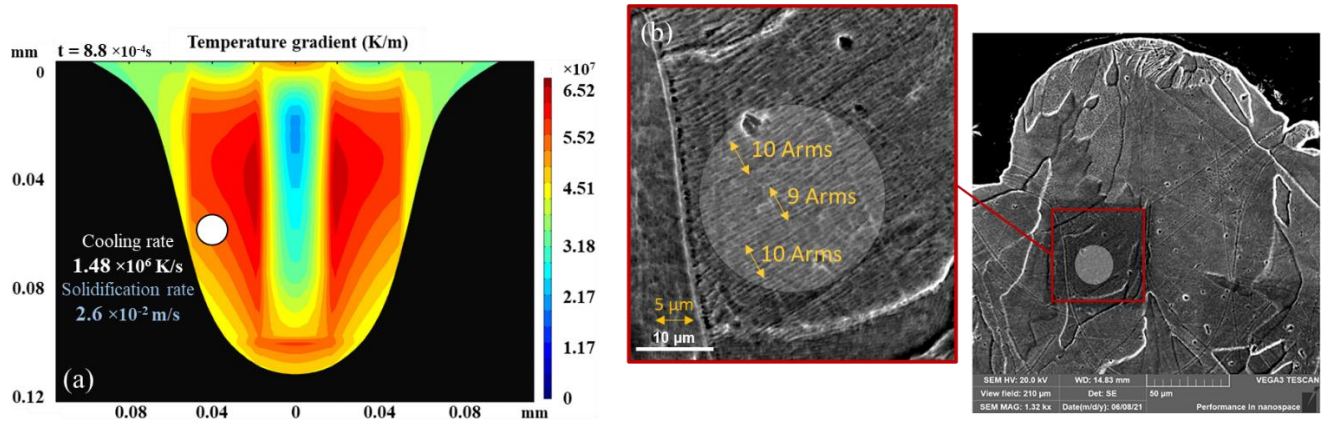 mm
t = 8.8 ×10⁻⁴s
Temperature gradient (K/m)
0
0.04
0.08
0.12
Cooling rate
1.48 ×10⁶ K/s
Solidification rate
2.6 ×10⁻² m/s
(a)
0.08
0.04
0
0.04
0.08
mm
×10⁷
6.52
6
5.52
4.51
3.18
2.17
1.17
0
(b)
10 Arms
9 Arms
10 Arms
5 µm
10 µm
SEM HV: 20.0 kV
WD: 14.83 mm
VEGA3 TESCAN
View field: 210 µm
Det: SE
50 µm
SEM MAG: 1.32 kx
Date(m/d/y): 06/08/21
Performance in nanospace